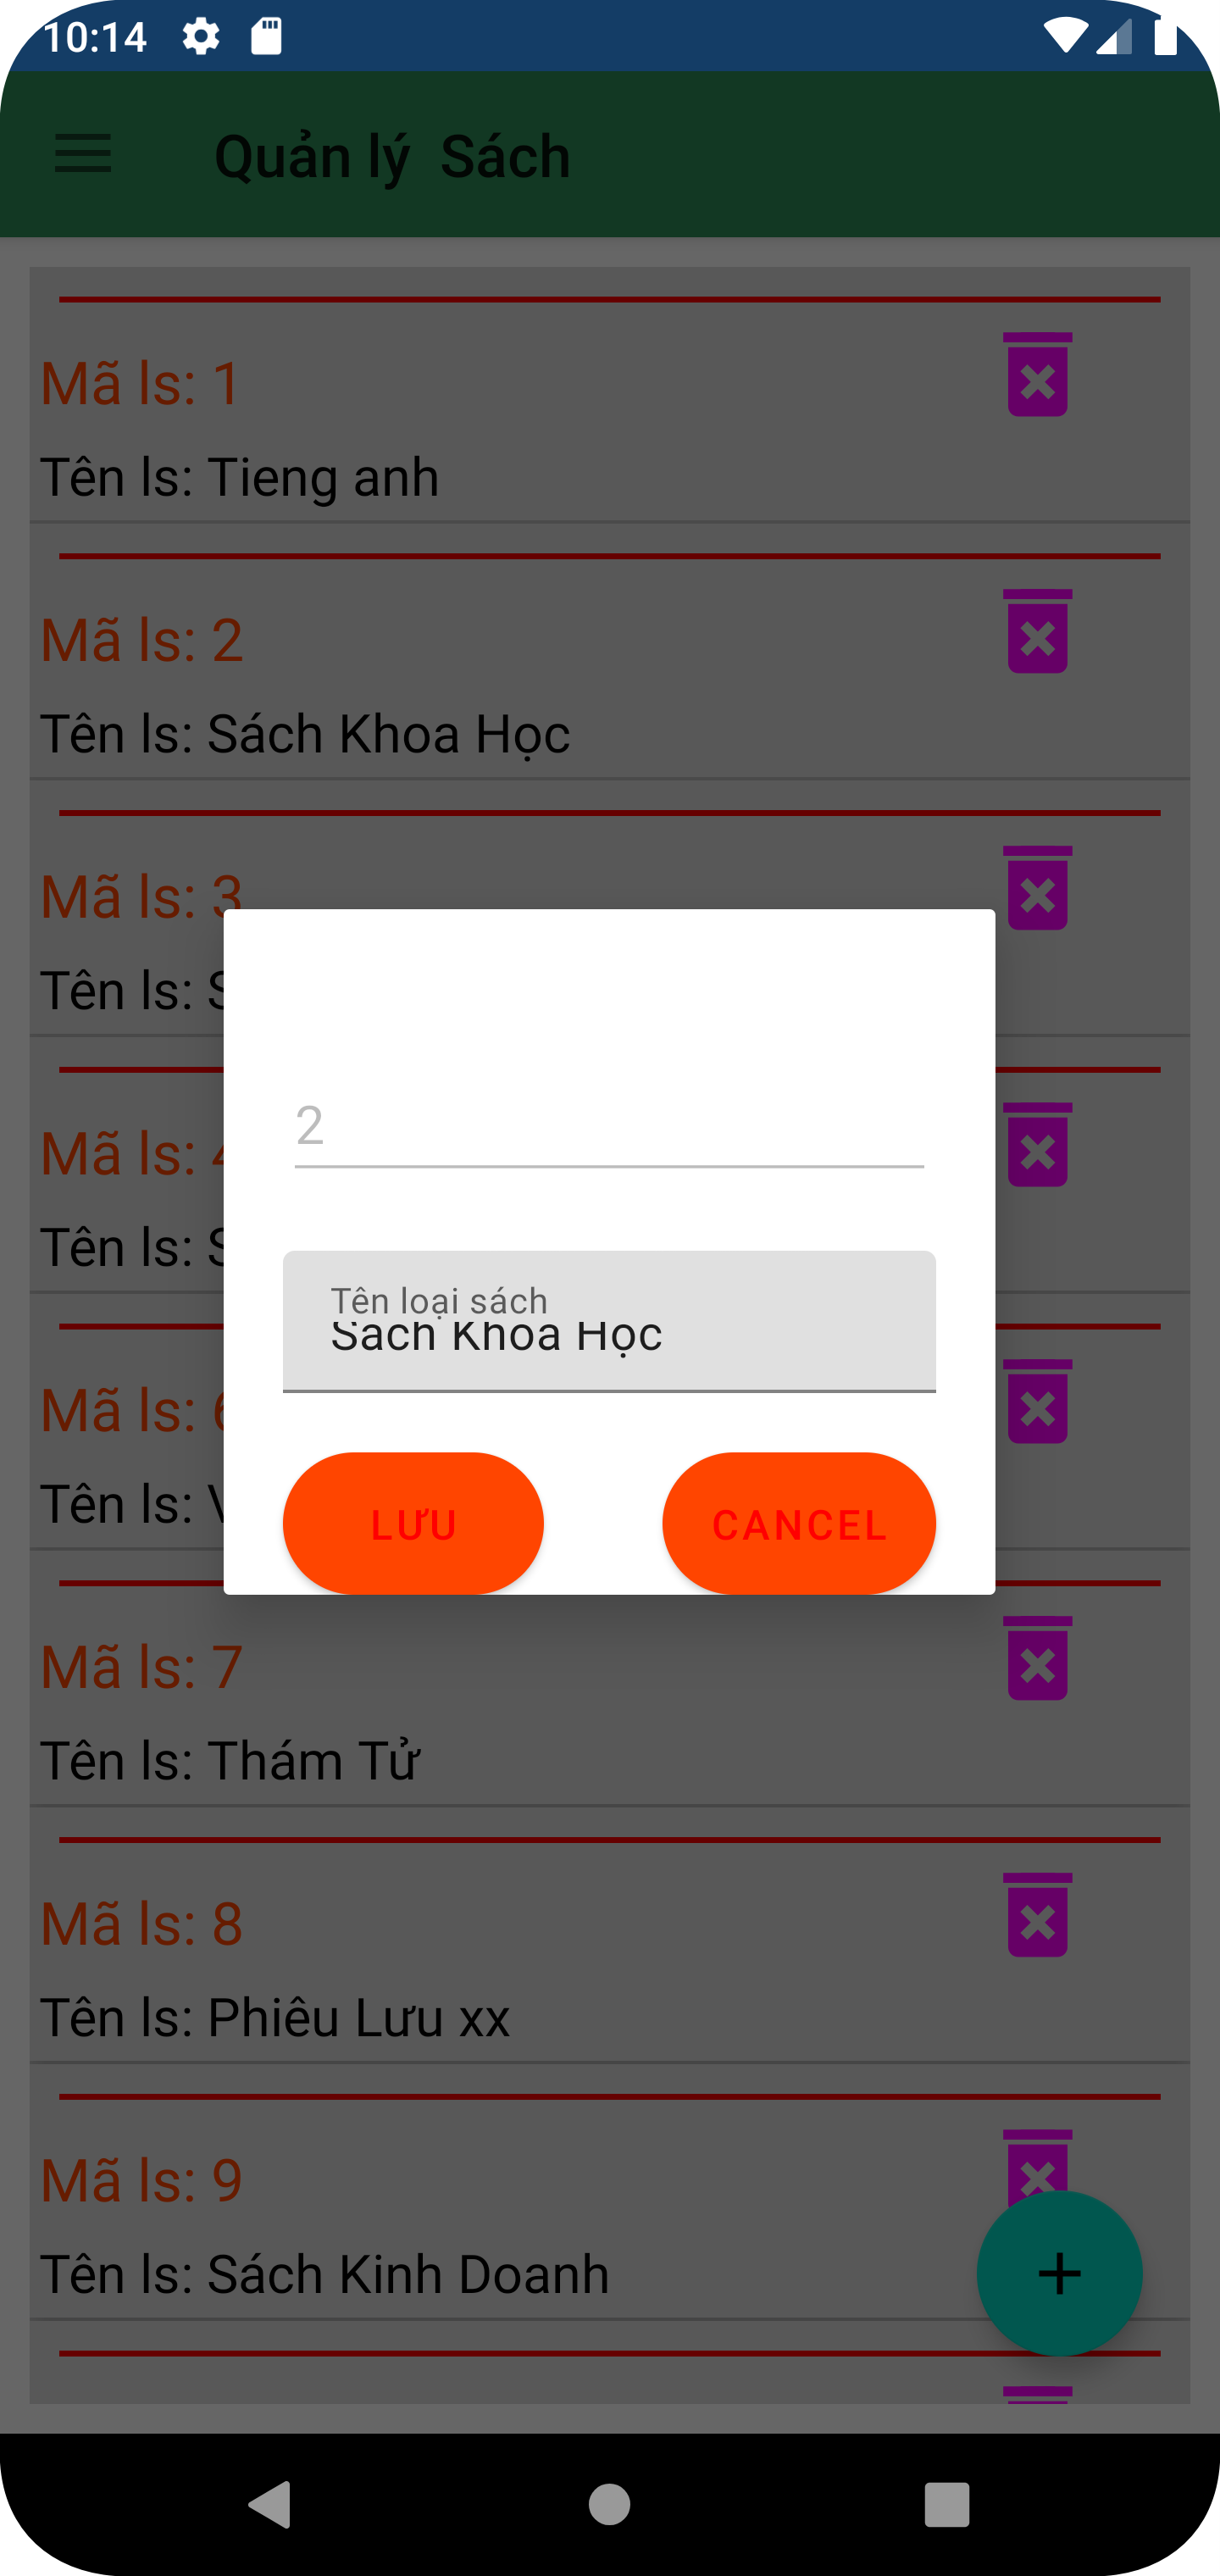 10:14
Quản lý Sách
Mã ls: 1
Tên ls: Tieng anh
Mã ls: 2
Tên ls: Sách Khoa Học
Mã ls: 3
Tên ls:
Mã ls:
Tên ls:
Mã ls:
Tên ls:
2
Tên loại sách
Sách Khoa Học
LƯU
CANCEL
Mã ls: 7
Tên ls: Thám Tử
Mã ls: 8
Tên ls: Phiêu Lưu xx
Mã ls: 9
Tên ls: Sách Kinh Doanh